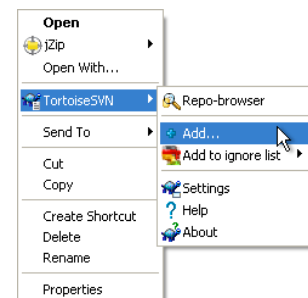 Open
jZip
Open With...
TortoiseSVN
Send To
Cut
Copy
Create Shortcut
Delete
Rename
Properties
Repo-browser
Add...
Add to ignore list
Settings
Help
About